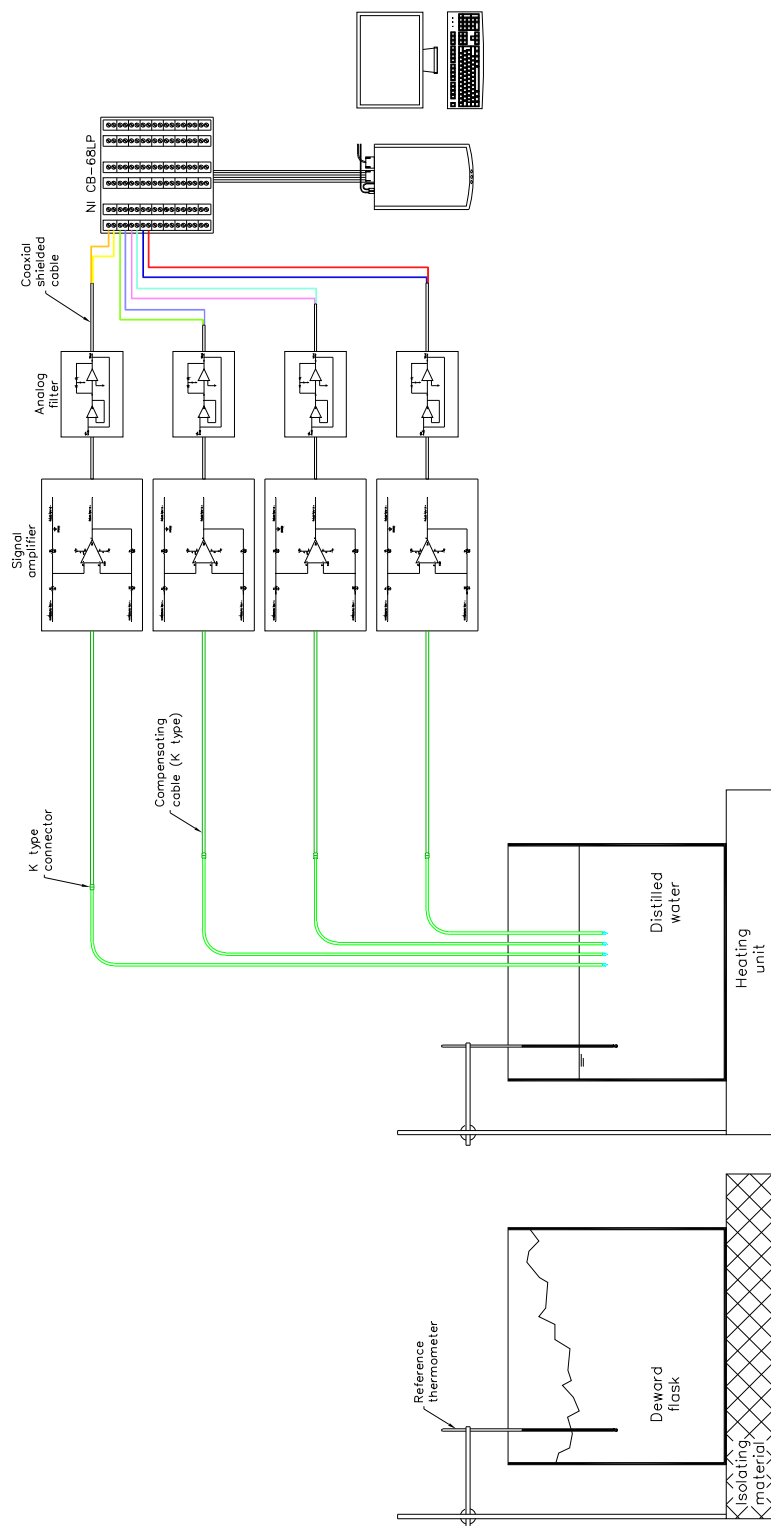 NI CB-68LP
Coaxial
shielded
cable
Analog
filter
Signal
amplifier
Compensating
cable (K type)
K type
connector
Distilled
water
Heating
unit
Reference
thermometer
Deward
flask
Isolating
material